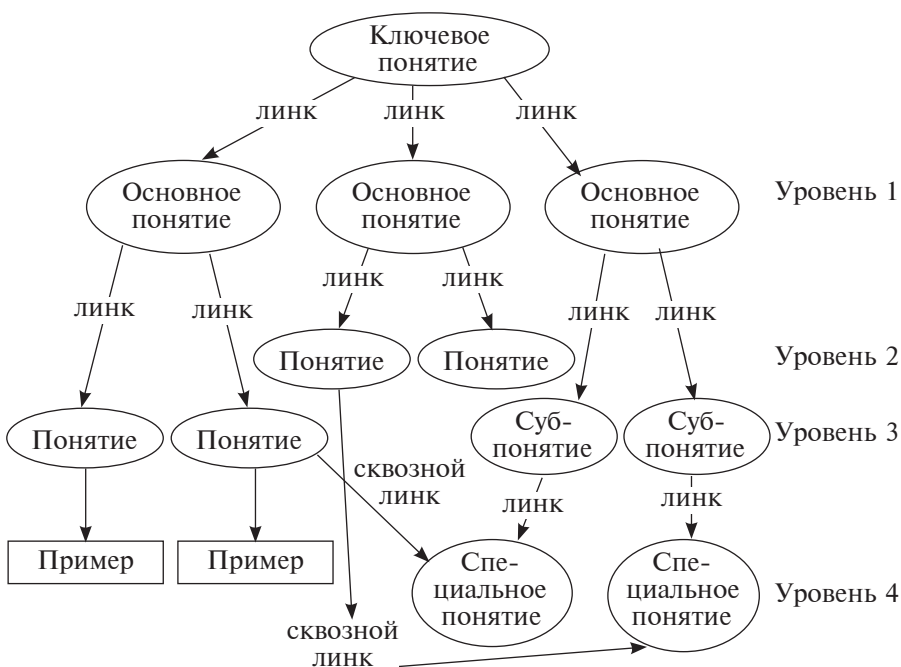 Ключевое
понятие
линк
линк
линк
Основное
понятие
Основное
понятие
Основное
понятие
Уровень 1
линк
линк
линк
линк
линк
линк
Понятие
Понятие
Уровень 2
Понятие
Понятие
Суб-
понятие
Суб-
понятие
Уровень 3
сквозной
линк
линк
линк
Пример
Пример
Спе-
циальное
понятие
Спе-
циальное
понятие
Уровень 4
сквозной
линк